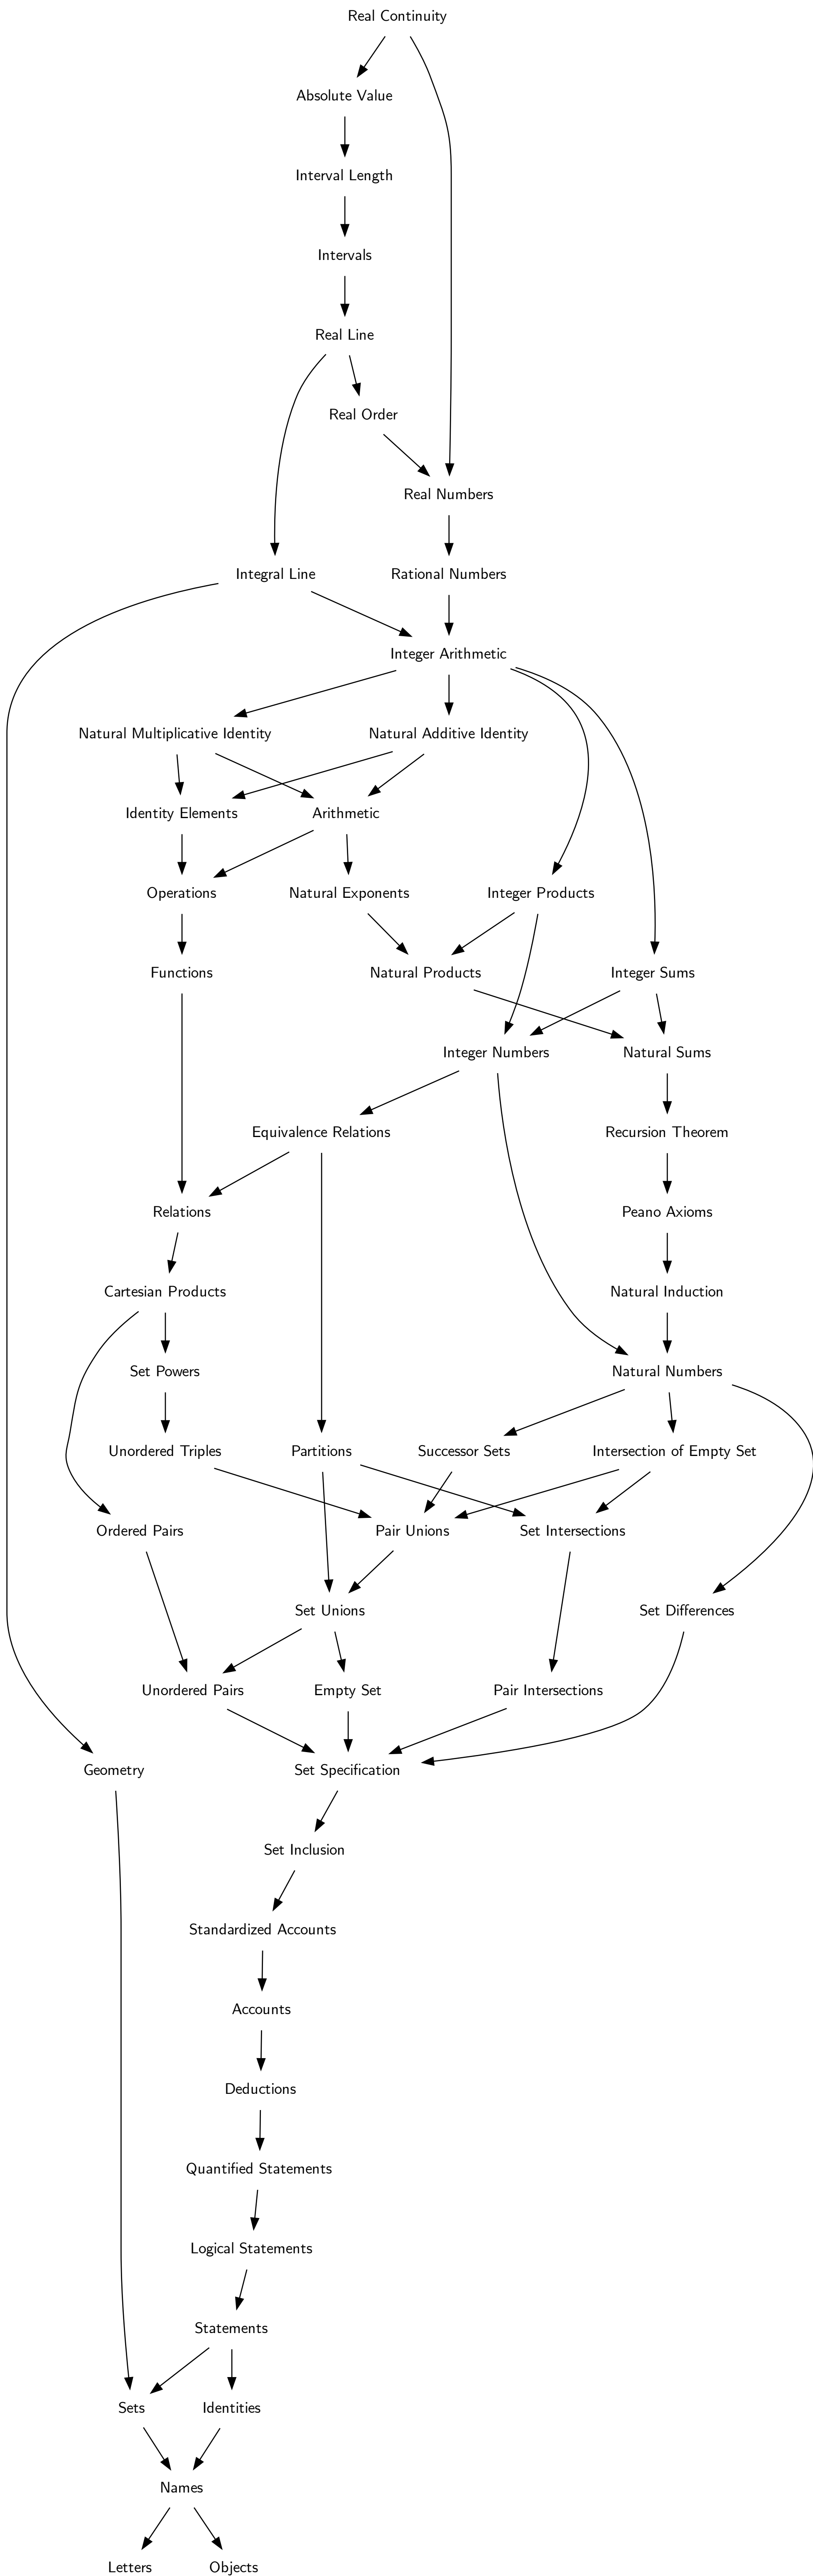 Real Continuity
Absolute Value
Interval Length
Intervals
Real Line
Real Order
Real Numbers
Integral Line
Rational Numbers
Integer Arithmetic
Natural Multiplicative Identity
Natural Additive Identity
Identity Elements
Arithmetic
Operations
Natural Exponents
Integer Products
Functions
Natural Products
Integer Sums
Integer Numbers
Natural Sums
Equivalence Relations
Recursion Theorem
Relations
Peano Axioms
Cartesian Products
Natural Induction
Set Powers
Natural Numbers
Unordered Triples
Partitions
Successor Sets
Intersection of Empty Set
Ordered Pairs
Pair Unions
Set Intersections
Set Unions
Set Differences
Unordered Pairs
Empty Set
Pair Intersections
Geometry
Set Specification
Set Inclusion
Standardized Accounts
Accounts
Deductions
Quantified Statements
Logical Statements
Statements
Sets
Identities
Names
Letters
Objects